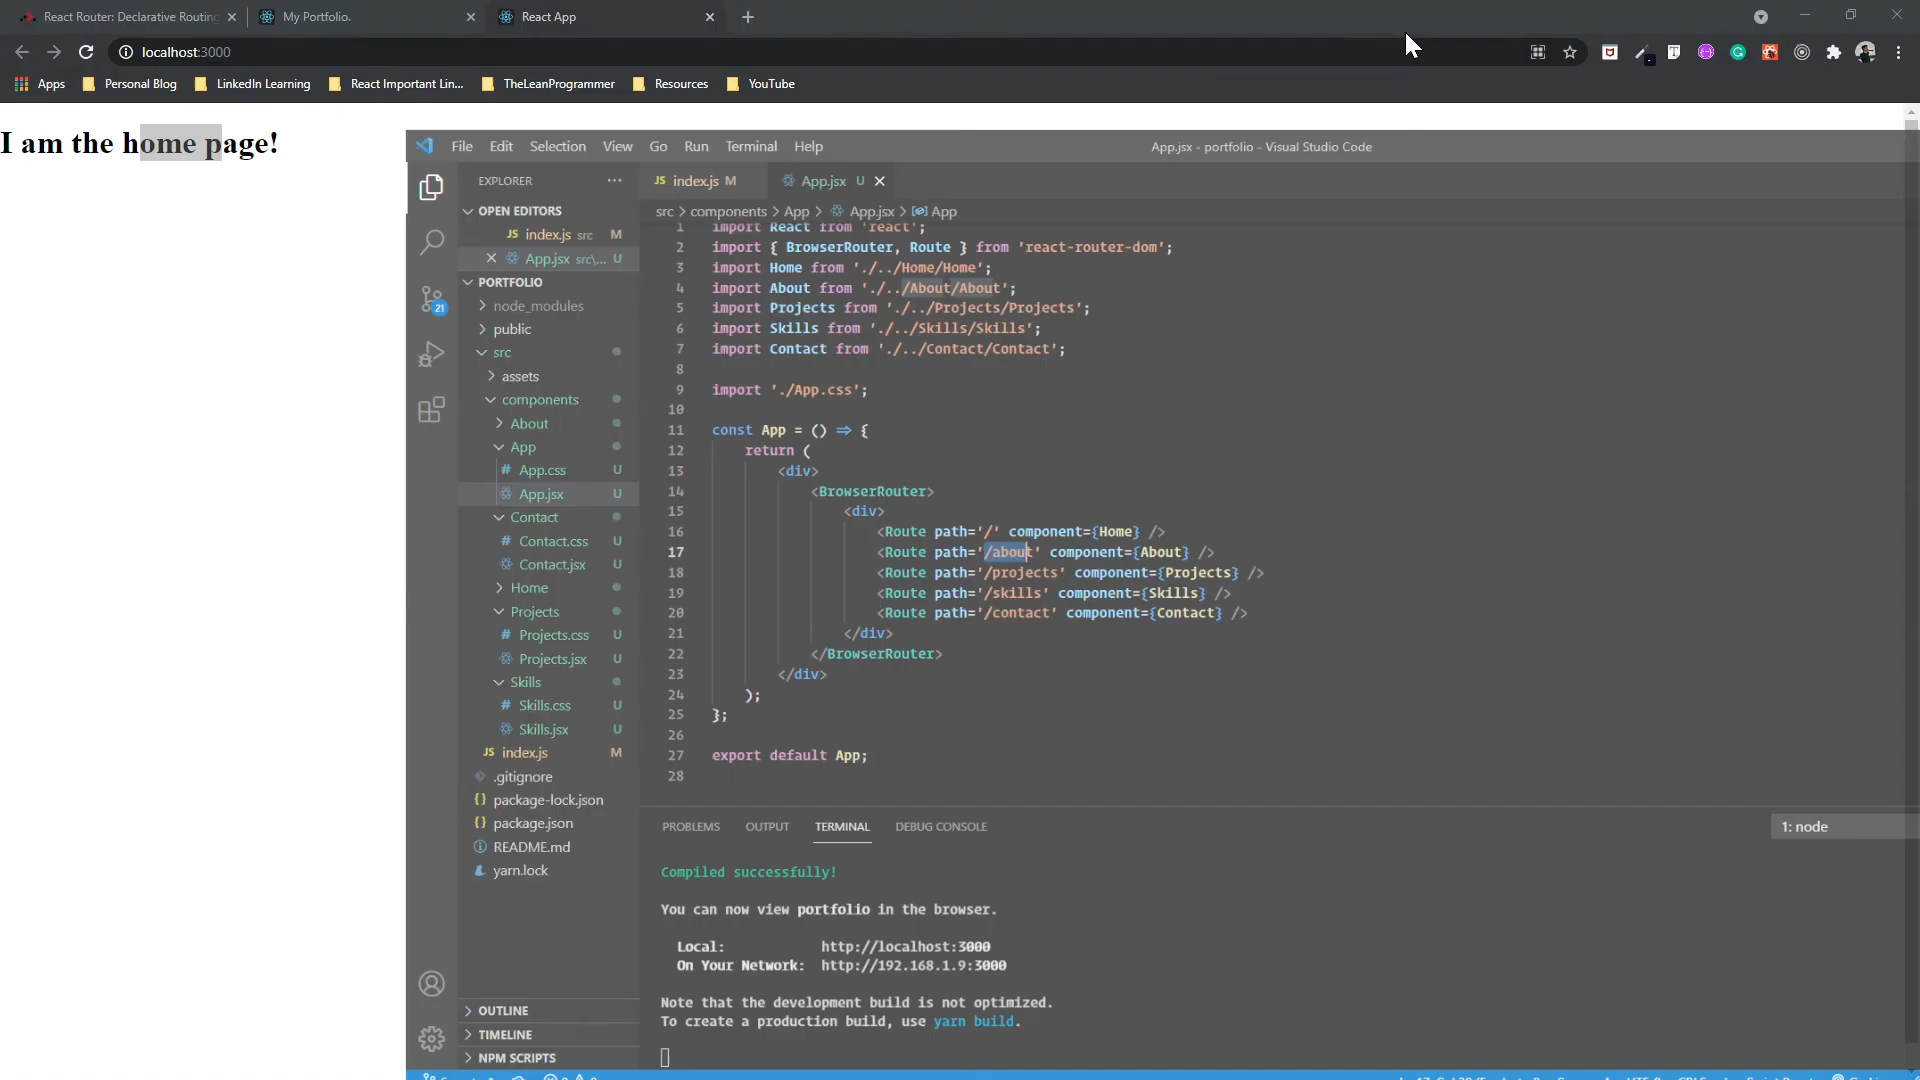 React Router: Declarative Routing
My Portfolio.
React App
localhost:3000
Apps
Personal Blog
LinkedIn Learning
React Important Lin...
TheLeanProgrammer
Resources
YouTube
I am the home page!
File Edit Selection View Go Run Terminal Help
App.jsx - portfolio - Visual Studio Code
EXPLORER
OPEN EDITORS
JS index.js src M
App.jsx src\... U
PORTFOLIO
node_modules
public
src
assets
components
About
App
# App.css U
App.jsx U
Contact
# Contact.css U
Contact.jsx U
Home
Projects
# Projects.css U
Projects.jsx U
Skills
# Skills.css U
Skills.jsx U
JS index.js M
.gitignore
{} package-lock.json
{} package.json
README.md
yarn.lock
OUTLINE
TIMELINE
NPM SCRIPTS
21
JS index.js M
App.jsx U
src > components > App > App.jsx > App
1 import React from 'react';
2 import { BrowserRouter, Route } from 'react-router-dom';
3 import Home from './../Home/Home';
4 import About from './../About/About';
5 import Projects from './../Projects/Projects';
6 import Skills from './../Skills/Skills';
7 import Contact from './../Contact/Contact';
8
9 import './App.css';
10
11 const App = () => {
12 return (
13 <div>
14 <BrowserRouter>
15 <div>
16 <Route path='/' component={Home} />
17 <Route path='/about' component={About} />
18 <Route path='/projects' component={Projects} />
19 <Route path='/skills' component={Skills} />
20 <Route path='/contact' component={Contact} />
21 </div>
22 </BrowserRouter>
23 </div>
24 );
25 };
26
27 export default App;
28
PROBLEMS OUTPUT TERMINAL DEBUG CONSOLE
1: node
Compiled successfully!
You can now view portfolio in the browser.
Local: http://localhost:3000
On Your Network: http://192.168.1.9:3000
Note that the development build is not optimized.
To create a production build, use yarn build.